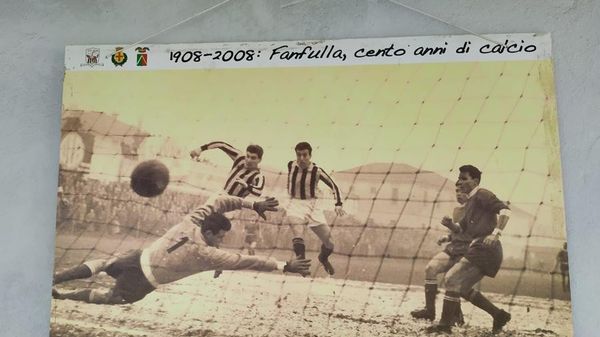 1908-2008: Fanfulla, cento anni di calcio